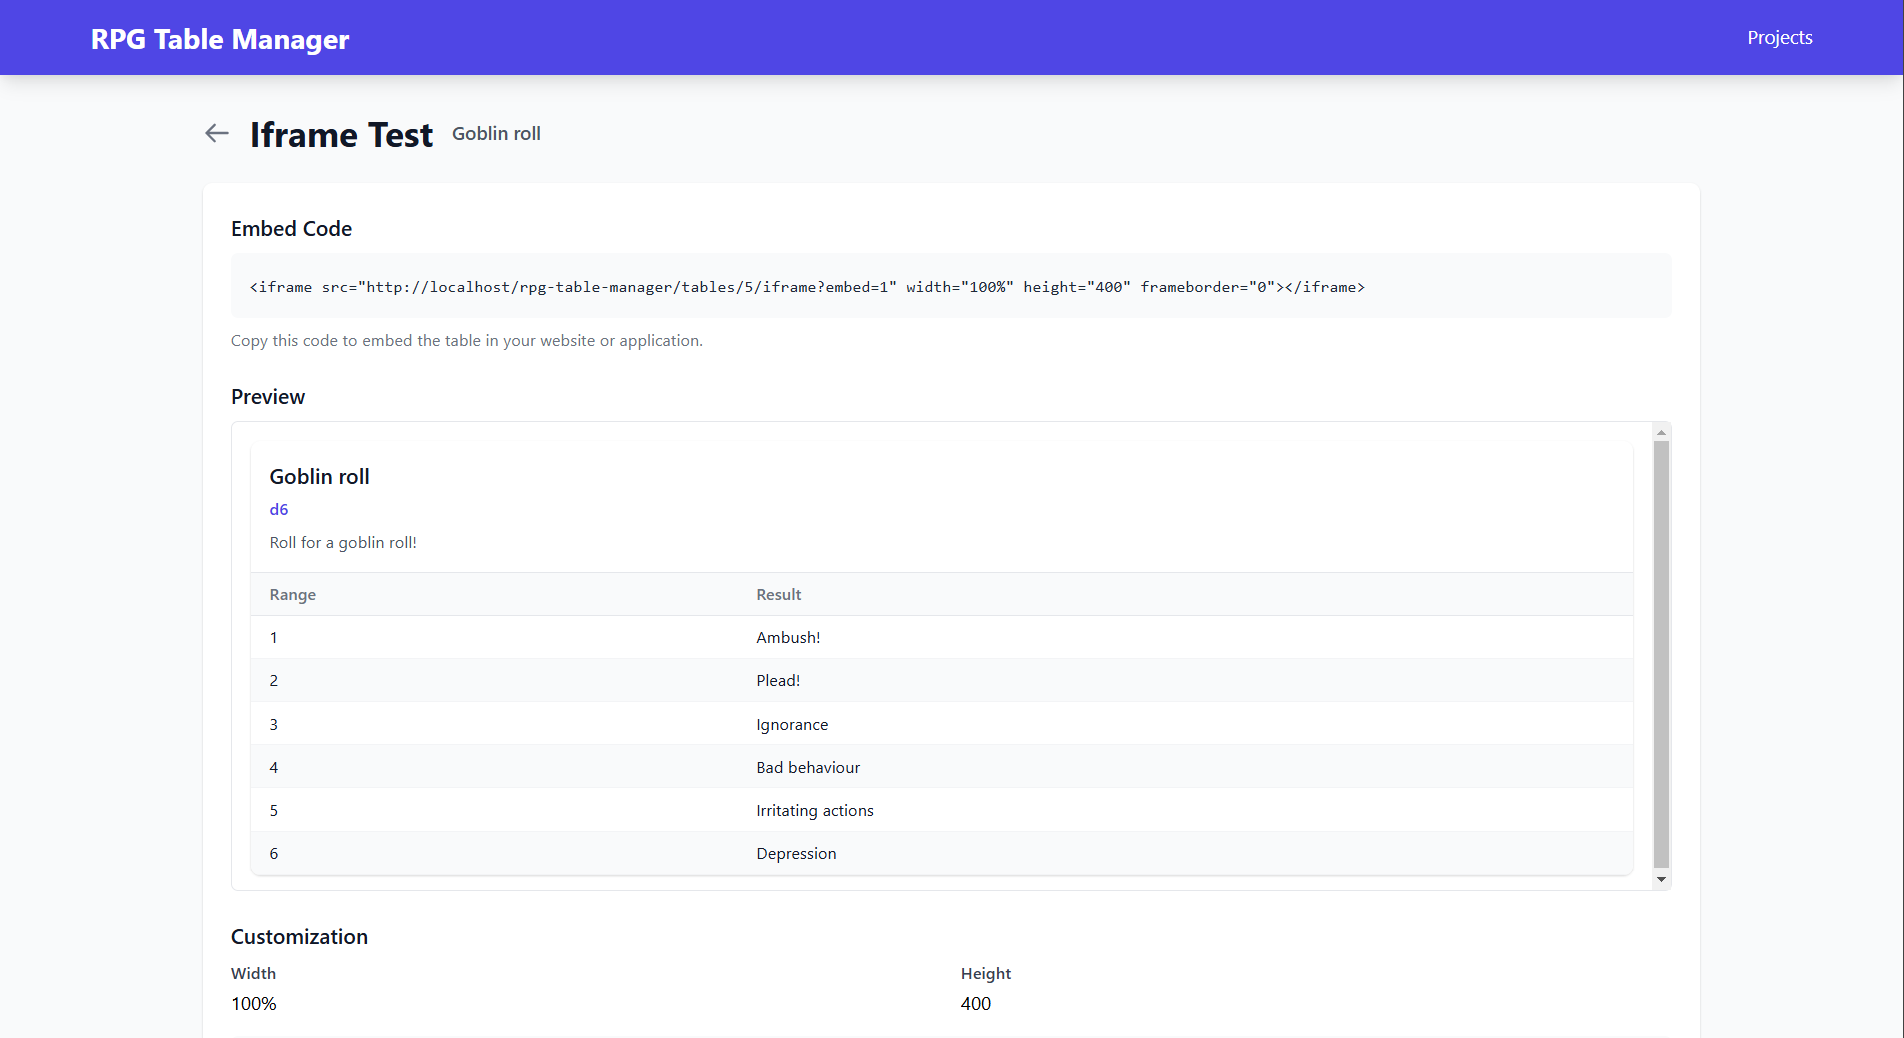 RPG Table Manager
Projects
Iframe Test
Goblin roll
Embed Code
<iframe src="http://localhost/rpg-table-manager/tables/5/iframe?embed=1" width="100%" height="400" frameborder="0"></iframe>
Copy this code to embed the table in your website or application.
Preview
Goblin roll
d6
Roll for a goblin roll!
Range Result
1 Ambush!
2 Plead!
3 Ignorance
4 Bad behaviour
5 Irritating actions
6 Depression
Customization
Width Height
100% 400